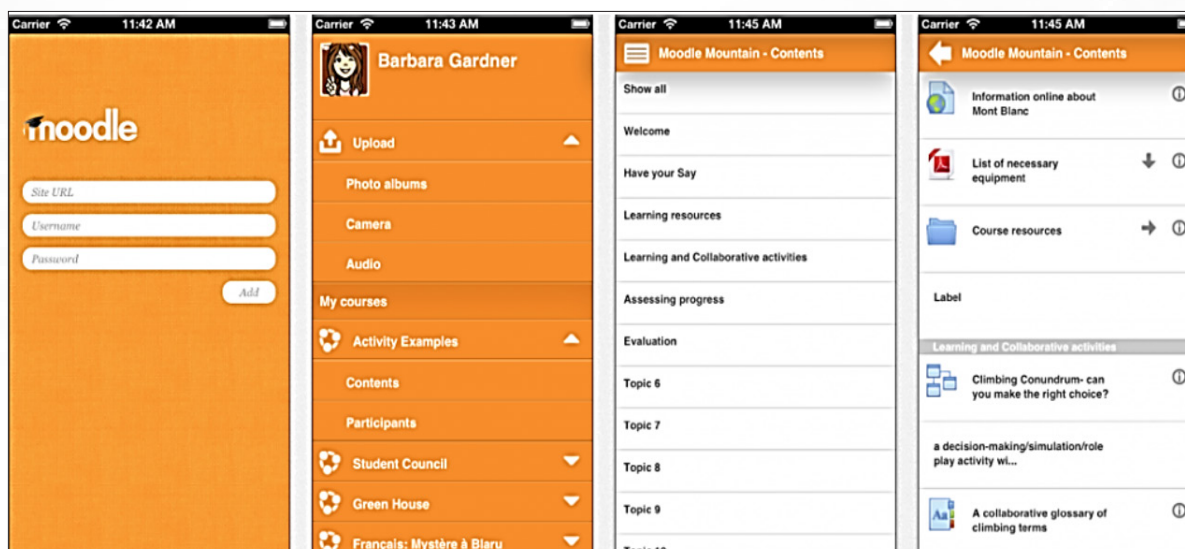 Carrier 11:42 AM
moodle
Site URL
Username
Password
Add
Carrier 11:43 AM
Barbara Gardner
Upload
Photo albums
Camera
Audio
My courses
Activity Examples
Contents
Participants
Student Council
Green House
Français: Mystère à Blaru
Carrier 11:45 AM
Moodle Mountain - Contents
Show all
Welcome
Have your Say
Learning resources
Learning and Collaborative activities
Assessing progress
Evaluation
Topic 6
Topic 7
Topic 8
Topic 9
Carrier 11:45 AM
Moodle Mountain - Contents
Information online about
Mont Blanc
List of necessary
equipment
Course resources
Label
Learning and Collaborative activities
Climbing Conundrum- can
you make the right choice?
a decision-making/simulation/role
play activity wi...
Aa
A collaborative glossary of
climbing terms